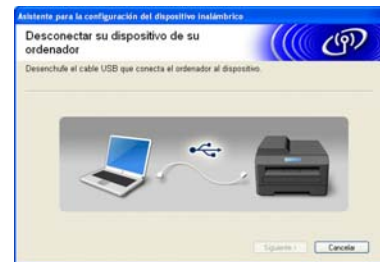 Asistente para la configuración del dispositivo inalámbrico
Desconectar su dispositivo de su
ordenador
Desenchufe el cable USB que conecta el ordenador al dispositivo.
Siguiente >
Cancelar